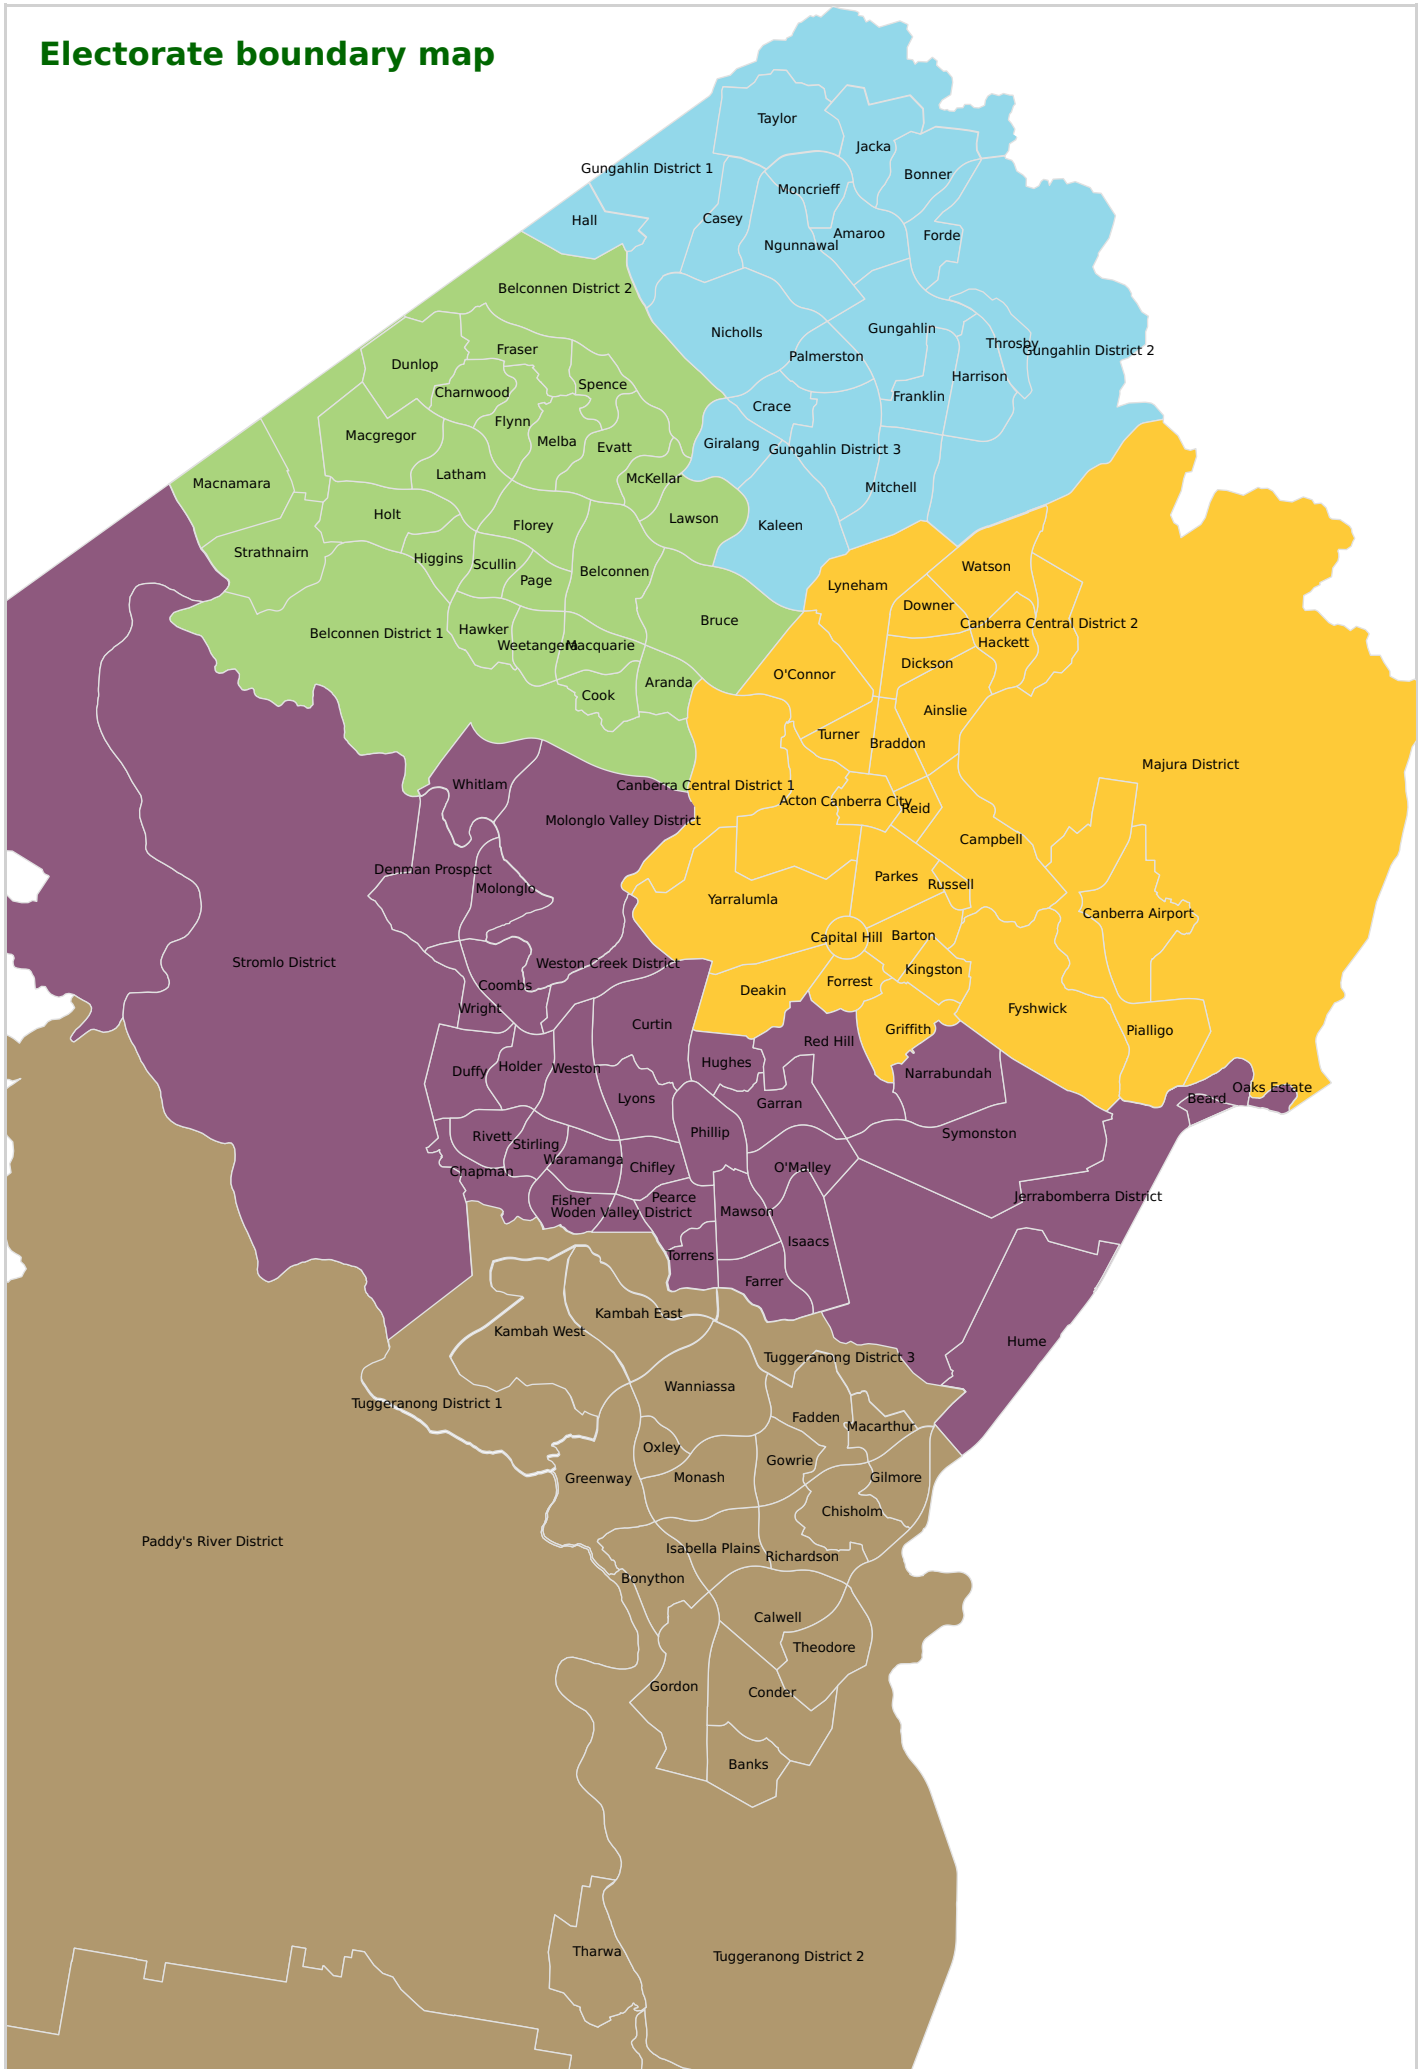 Electorate boundary map
Taylor
Jacka
Gungahlin District 1
Bonner
Moncrieff
Hall
Casey
Amaroo
Forde
Ngunnawal
Belconnen District 2
Gungahlin
Nicholls
Throsby
Fraser
Gungahlin District 2
Palmerston
Dunlop
Harrison
Spence
Charnwood
Franklin
Crace
Flynn
Macgregor
Melba
Giralang
Evatt
Gungahlin District 3
Latham
McKellar
Macnamara
Mitchell
Holt
Lawson
Florey
Kaleen
Strathnairn
Higgins
Scullin
Watson
Belconnen
Page
Lyneham
Downer
Bruce
Canberra Central District 2
Hawker
Belconnen District 1
Hackett
Weetangera
Macquarie
Dickson
O'Connor
Aranda
Cook
Ainslie
Turner
Braddon
Majura District
Whitlam
Canberra Central District 1
Acton
Canberra City
Reid
Molonglo Valley District
Campbell
Denman Prospect
Parkes
Russell
Molonglo
Yarralumla
Canberra Airport
Capital Hill
Barton
Stromlo District
Weston Creek District
Kingston
Forrest
Coombs
Deakin
Wright
Fyshwick
Curtin
Griffith
Pialligo
Red Hill
Hughes
Holder
Weston
Duffy
Narrabundah
Oaks Estate
Lyons
Beard
Garran
Phillip
Symonston
Rivett
Stirling
Waramanga
Chifley
O'Malley
Chapman
Jerrabomberra District
Pearce
Fisher
Woden Valley District
Mawson
Isaacs
Torrens
Farrer
Kambah East
Kambah West
Hume
Tuggeranong District 3
Wanniassa
Tuggeranong District 1
Fadden
Macarthur
Oxley
Gowrie
Greenway
Monash
Gilmore
Chisholm
Paddy's River District
Isabella Plains
Richardson
Bonython
Calwell
Theodore
Gordon
Conder
Banks
Tharwa
Tuggeranong District 2